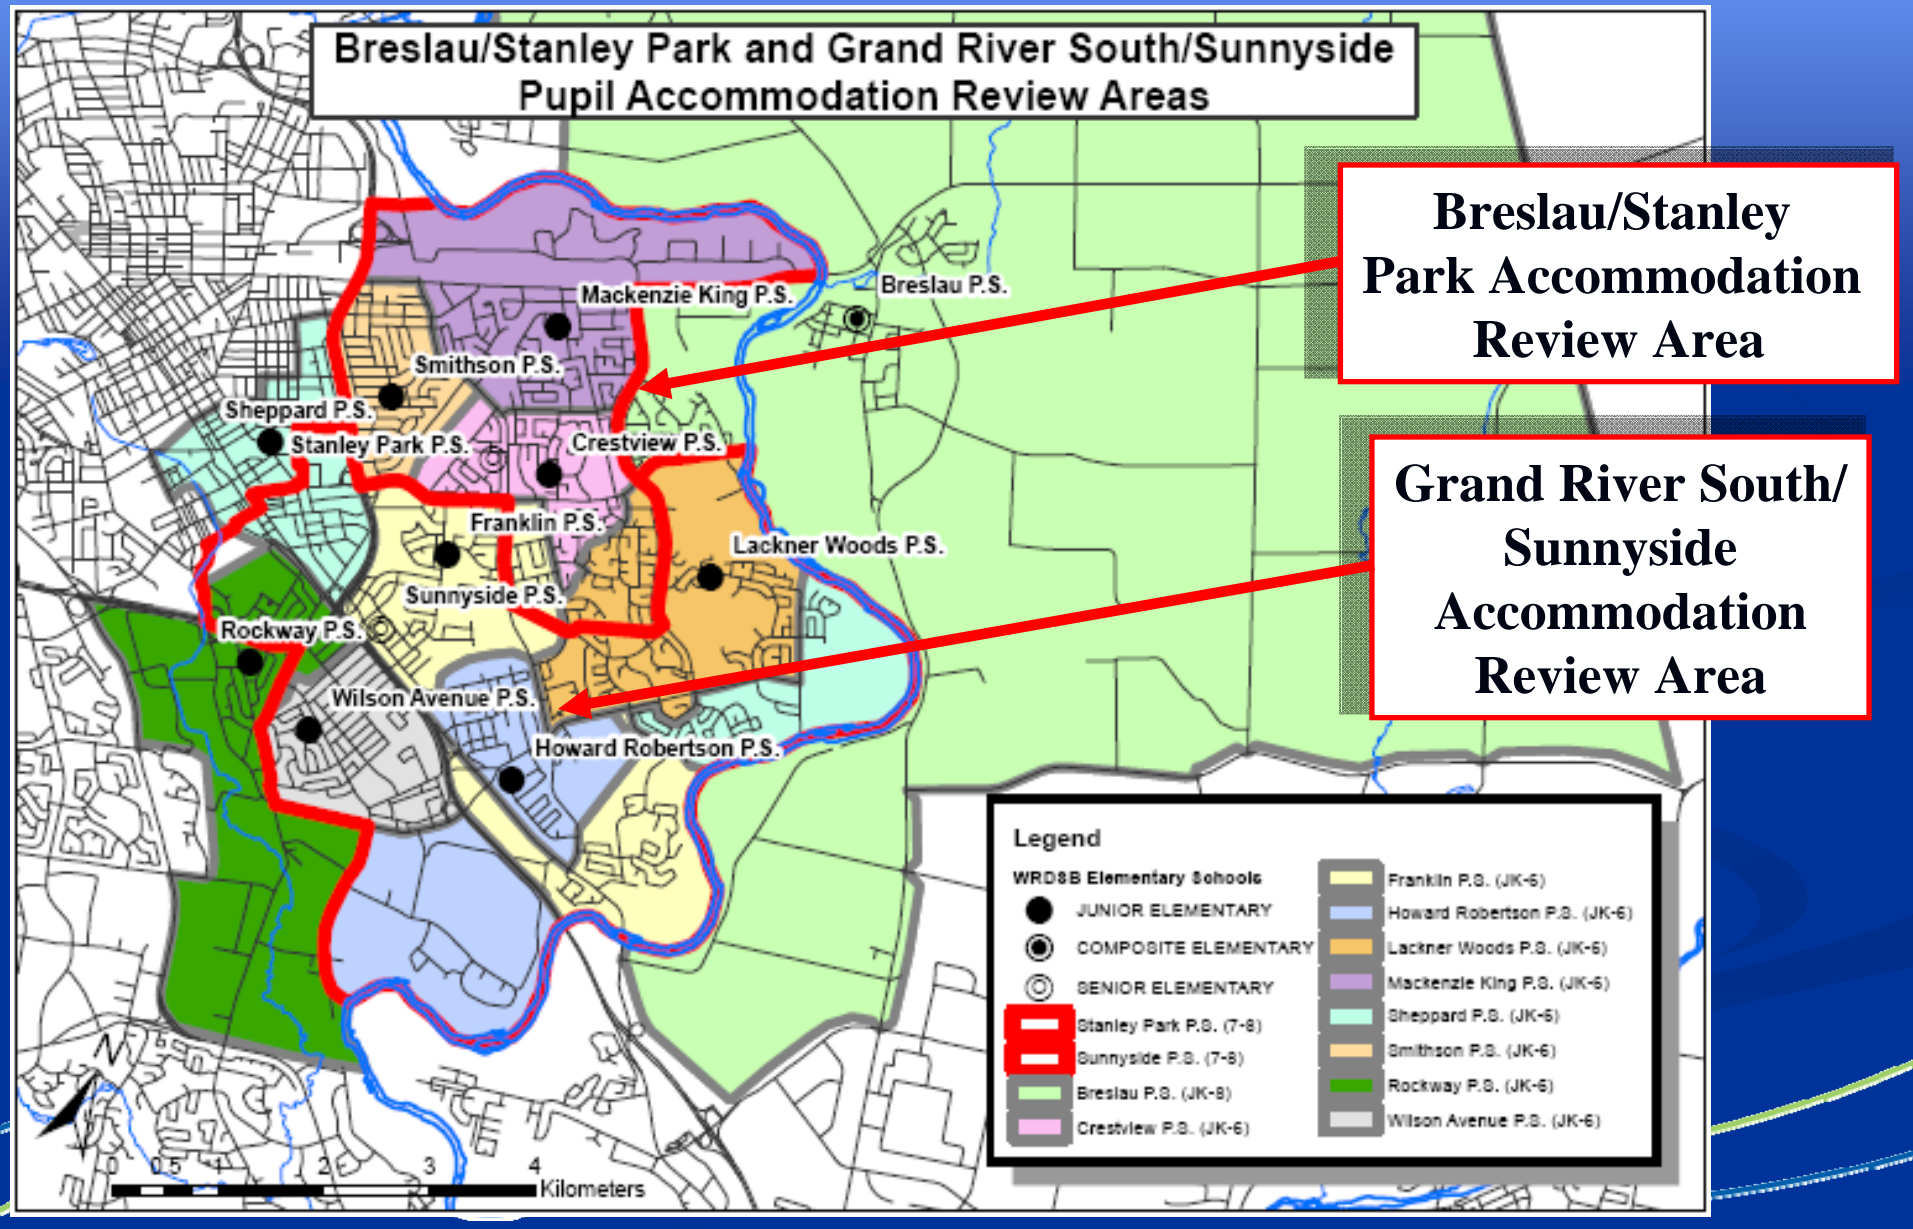 Breslau/Stanley Park and Grand River South/Sunnyside
Pupil Accommodation Review Areas
Breslau/Stanley
Park Accommodation
Review Area
Breslau P.S.
Mackenzie King P.S.
Smithson P.S.
Sheppard P.S.
Stanley Park P.S.
Crestview P.S.
Grand River South/
Sunnyside
Accommodation
Review Area
Franklin P.S.
Lackner Woods P.S.
Sunnyside P.S.
Rockway P.S.
Wilson Avenue P.S.
Howard Robertson P.S.
Legend
WRDSB Elementary Schools
JUNIOR ELEMENTARY
COMPOSITE ELEMENTARY
SENIOR ELEMENTARY
Stanley Park P.S. (7-8)
Sunnyside P.S. (7-8)
Breslau P.S. (JK-8)
Crestview P.S. (JK-6)
Franklin P.S. (JK-6)
Howard Robertson P.S. (JK-6)
Lackner Woods P.S. (JK-6)
Mackenzie King P.S. (JK-6)
Sheppard P.S. (JK-6)
Smithson P.S. (JK-6)
Rockway P.S. (JK-6)
Wilson Avenue P.S. (JK-6)
N
0 0.5 1 2 3 4
Kilometers